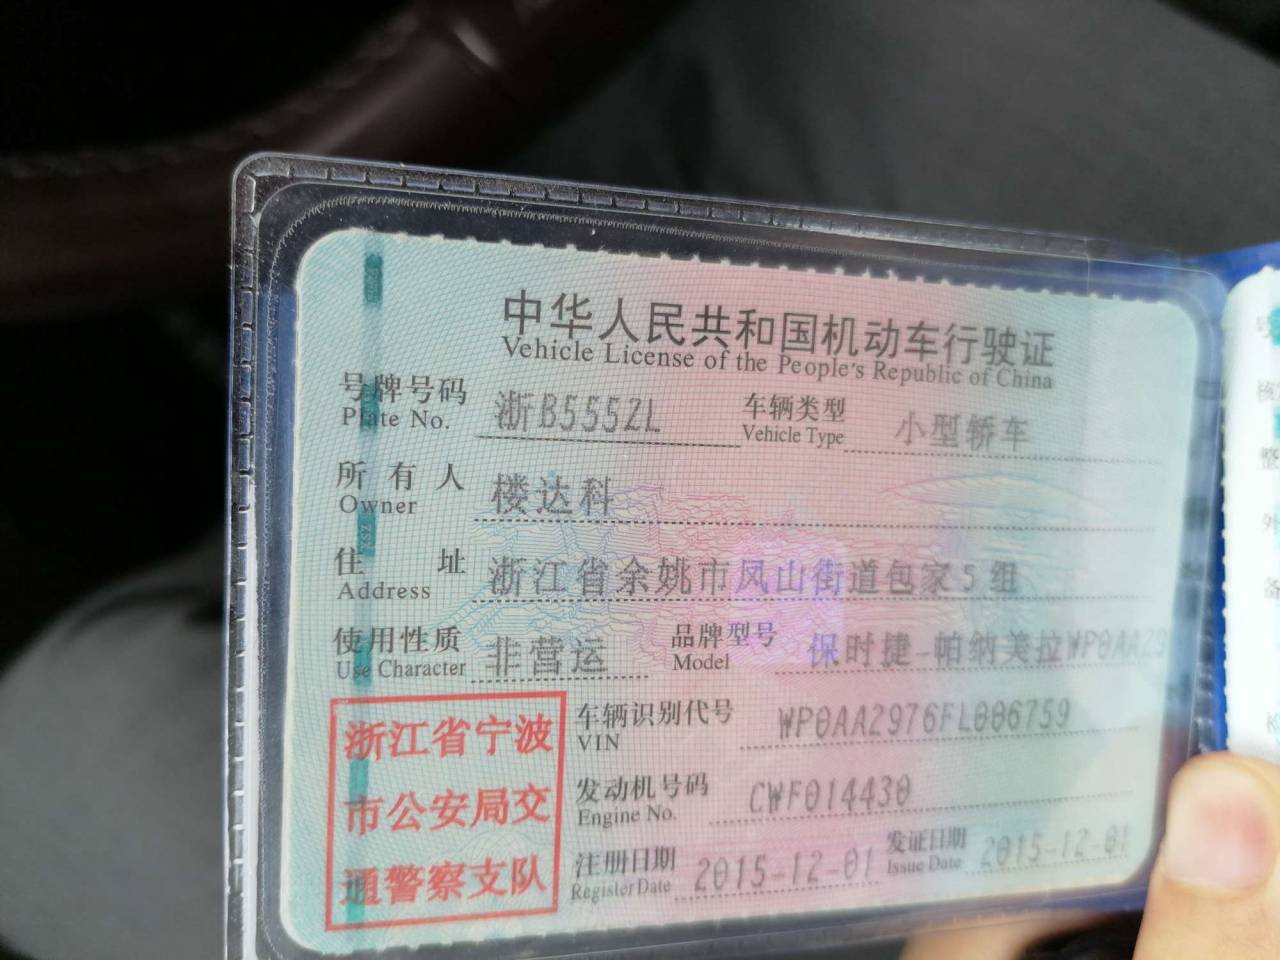 中华人民共和国机动车行驶证
Vehicle License of the People's Republic of China
号牌号码 浙B555ZL 车辆类型 小型轿车
Plate No. Vehicle Type
所有人 楼达科
Owner
住址 浙江省余姚市凤山街道包家5组
Address
使用性质 非营运 品牌型号 保时捷-帕纳美拉WP0AA29
Use Character Model
浙江省宁波
市公安局交
通警察支队
车辆识别代号 WP0AA2976FL006759
VIN
发动机号码 CWF014430
Engine No.
注册日期 2015-12-01 发证日期 2015-12-01
Register Date Issue Date
号
核
整
外
备